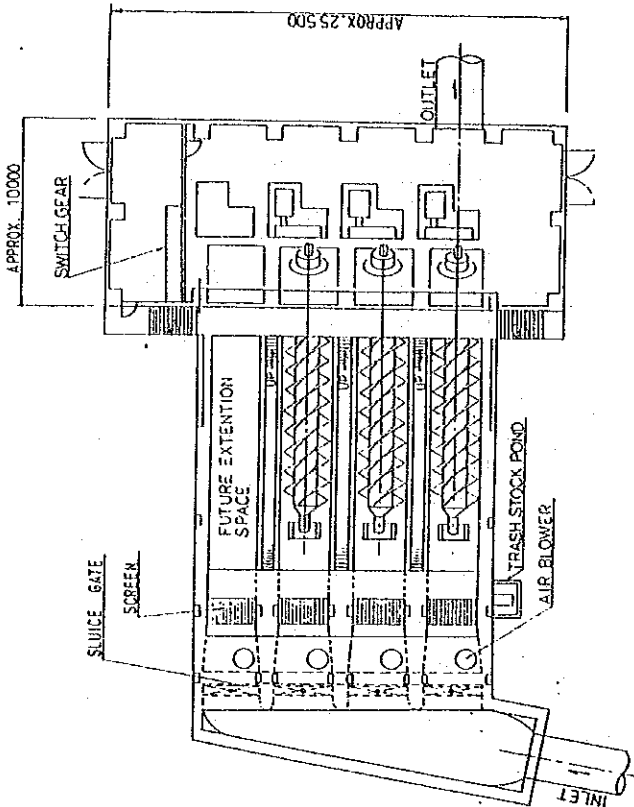 APPROX. 25.500
APPROX. 10000
OUTLET
SWITCH GEAR
FUTURE EXTENTION
SPACE.
SLUICE GATE
SCREEN
TRASH STOCK POND
AIR BLOWER
INLET